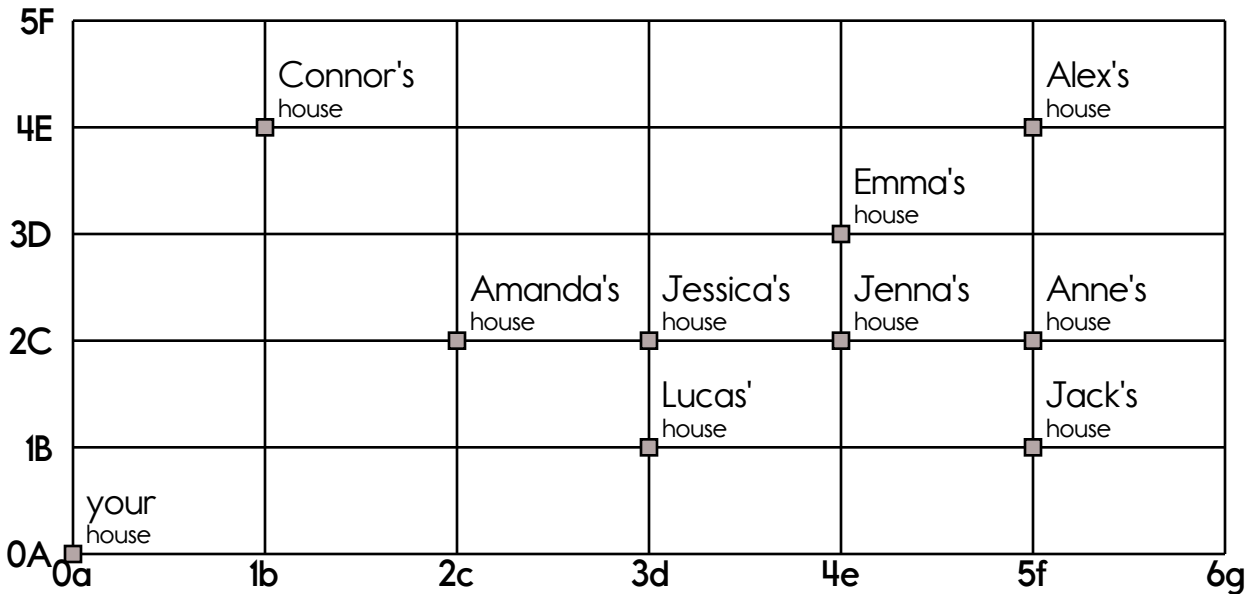 5F
Connor's
house
Alex's
house
4E
Emma's
house
3D
Amanda's
house
Jessica's
house
Jenna's
house
Anne's
house
2C
Lucas'
house
Jack's
house
1B
your
house
0A
0a 1b 2c 3d 4e 5f 6g